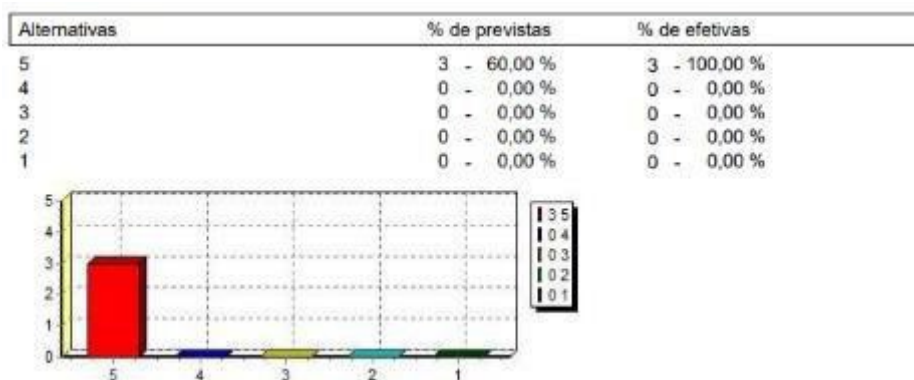 Alternativas % de previstas % de efetivas
5 3 - 60,00 % 3 - 100,00 %
4 0 - 0,00 % 0 - 0,00 %
3 0 - 0,00 % 0 - 0,00 %
2 0 - 0,00 % 0 - 0,00 %
1 0 - 0,00 % 0 - 0,00 %
5
4
3
2
1
0
5 4 3 2 1
3 5
0 4
0 3
0 2
0 1